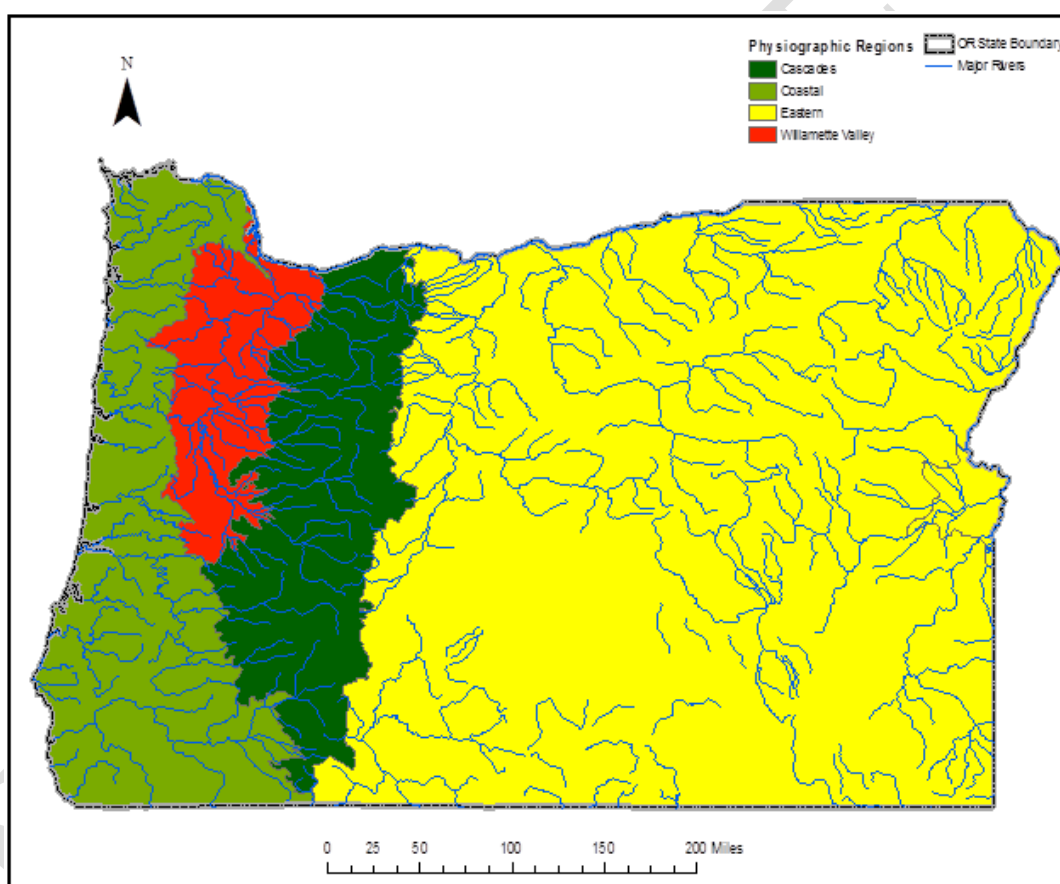 Physiographic Regions
Cascades
Coastal
Eastern
Willamette Valley
OR State Boundary
Major Rivers
N
0 25 50 100 150 200 Miles